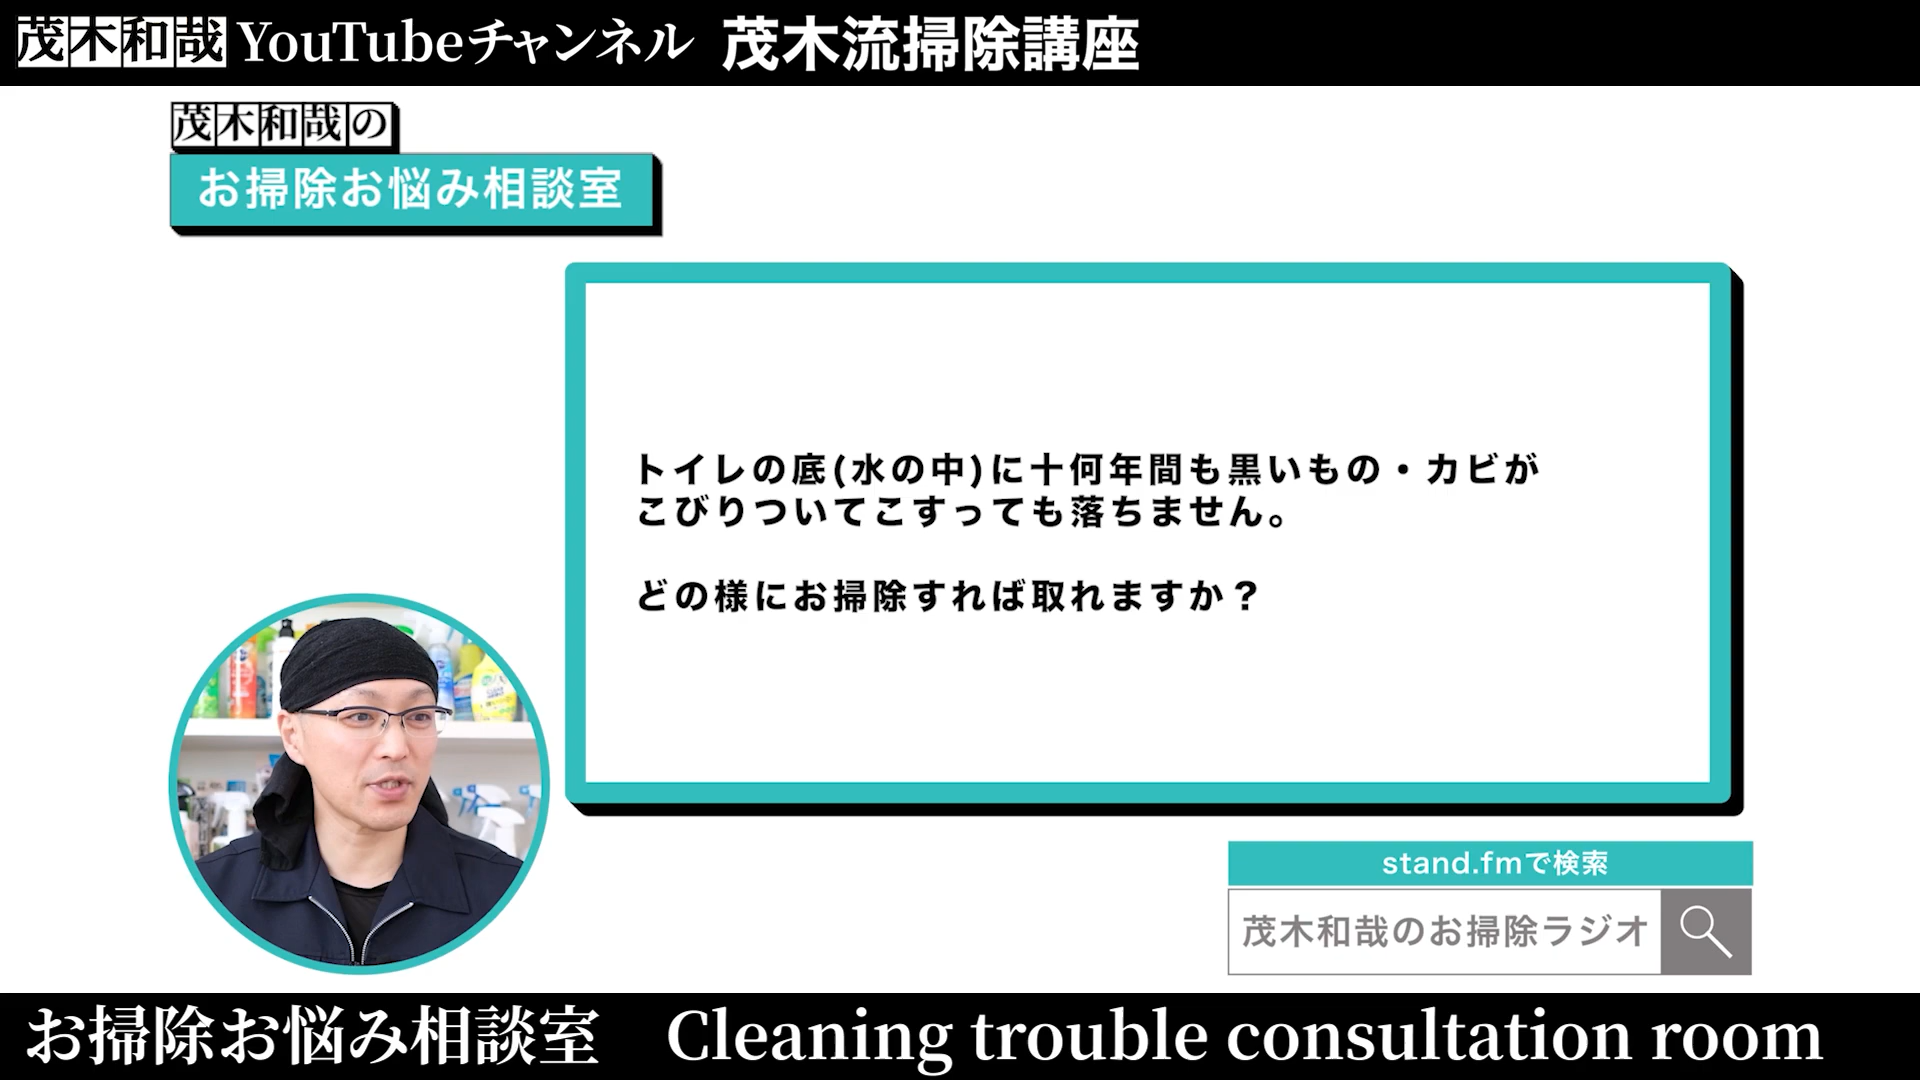 茂木和哉 YouTubeチャンネル 茂木流掃除講座
茂木和哉の
お掃除お悩み相談室
トイレの底(水の中)に十何年間も黒いもの・カビが
こびりついてこすっても落ちません。
どの様にお掃除すれば取れますか？
stand.fmで検索
茂木和哉のお掃除ラジオ
お掃除お悩み相談室 Cleaning trouble consultation room